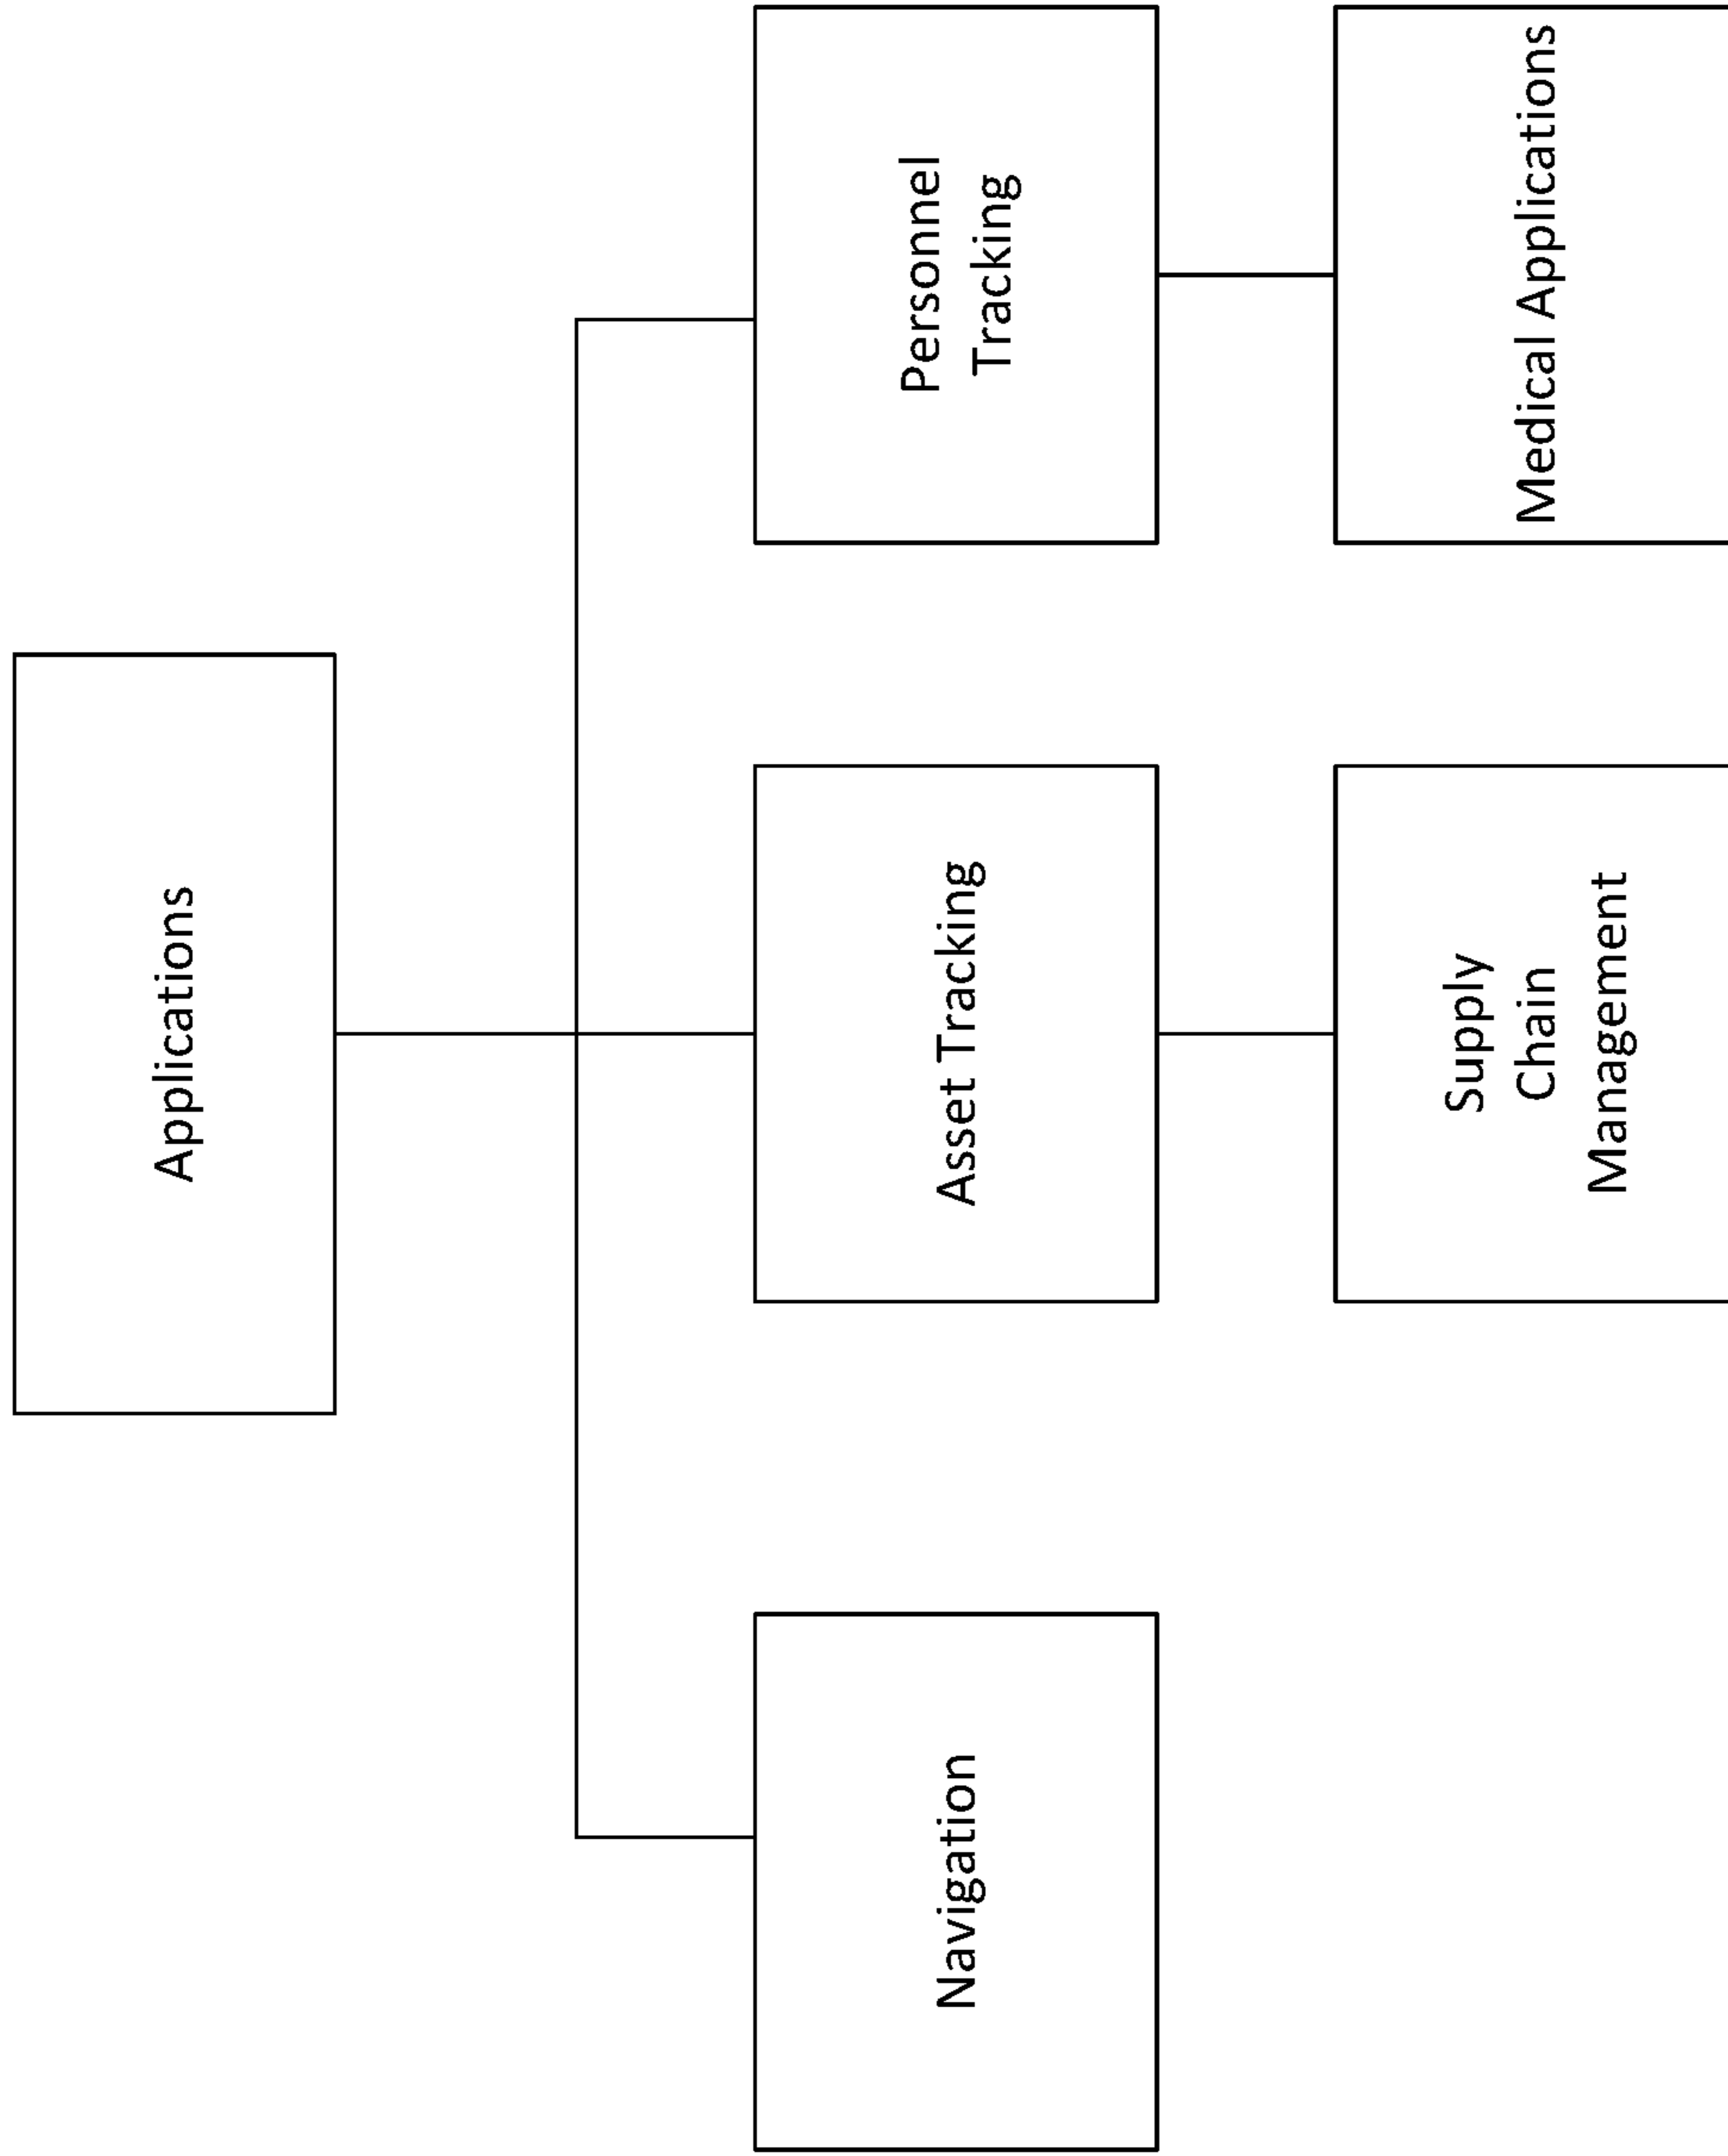 Applications
Navigation
Asset Tracking
Personnel
Tracking
Supply
Chain
Management
Medical Applications